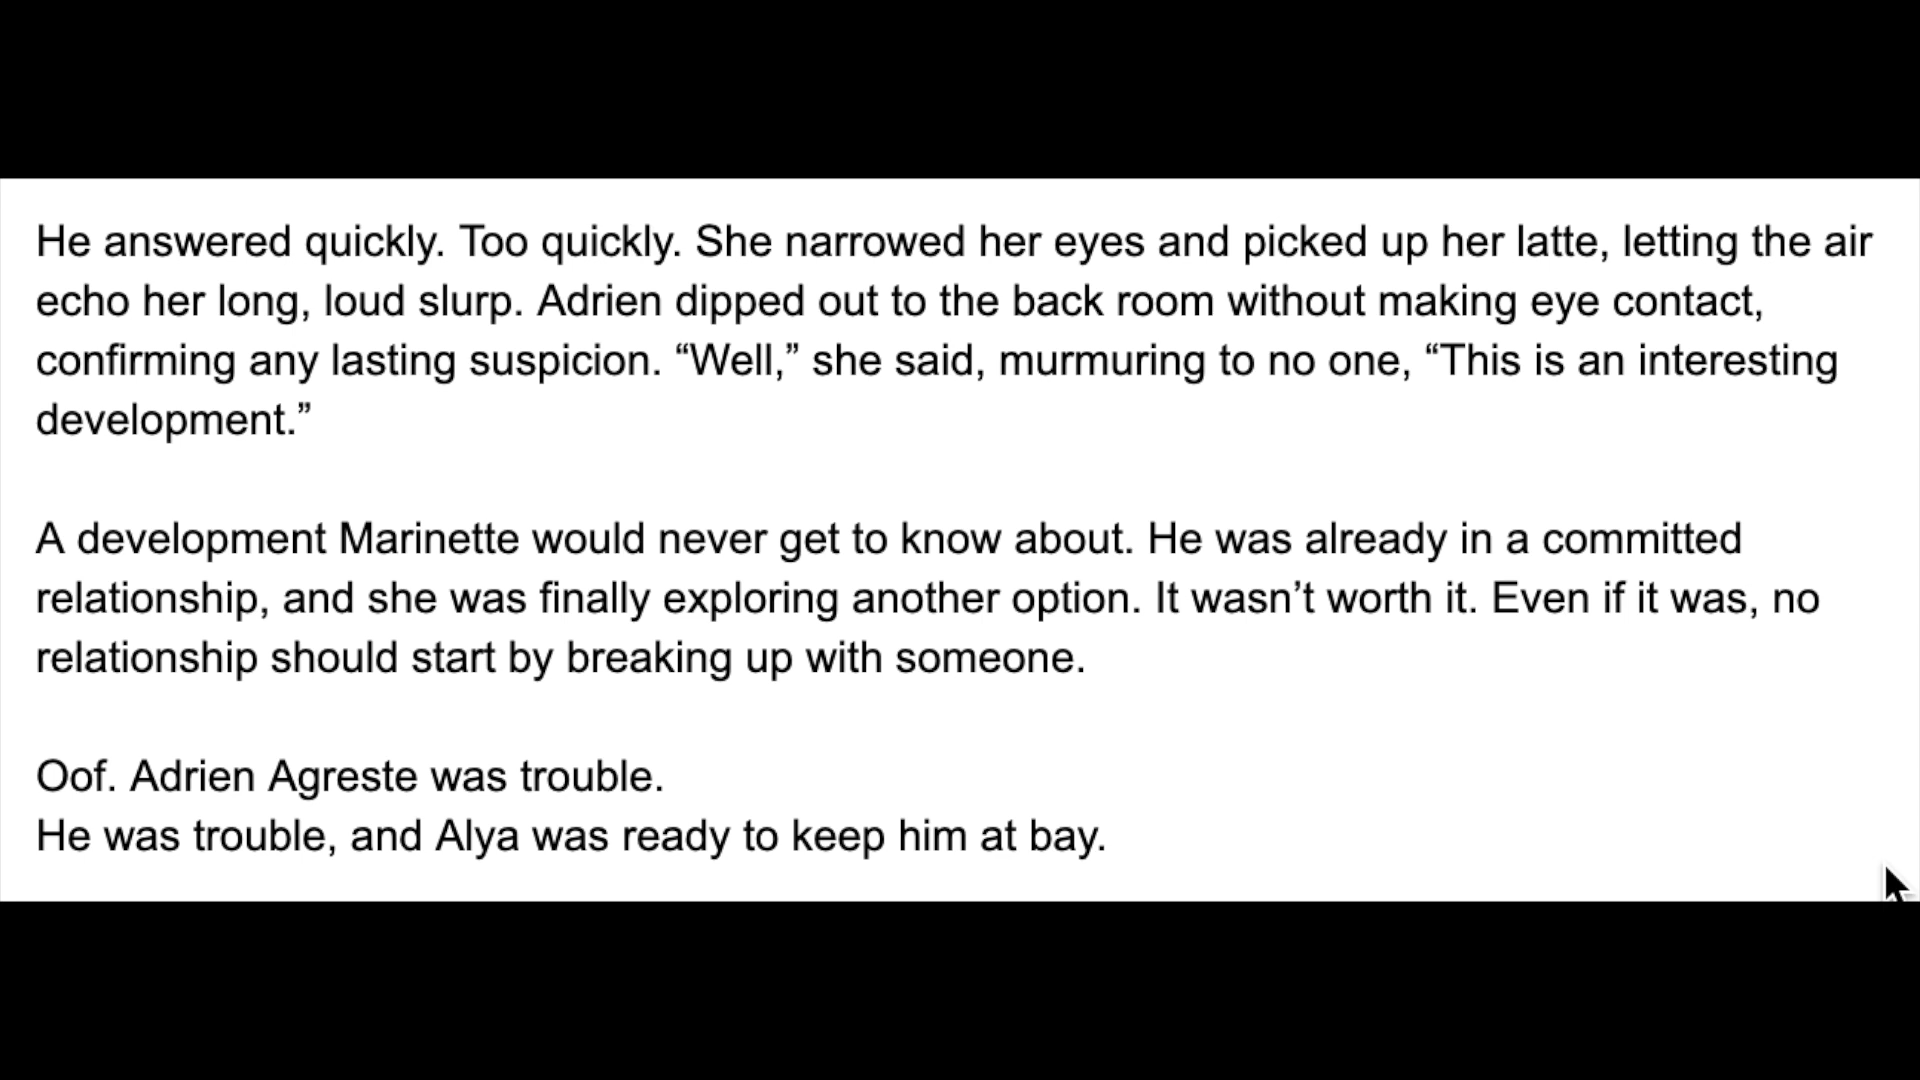 He answered quickly. Too quickly. She narrowed her eyes and picked up her latte, letting the air
echo her long, loud slurp. Adrien dipped out to the back room without making eye contact,
confirming any lasting suspicion. “Well,” she said, murmuring to no one, “This is an interesting
development.”
A development Marinette would never get to know about. He was already in a committed
relationship, and she was finally exploring another option. It wasn’t worth it. Even if it was, no
relationship should start by breaking up with someone.
Oof. Adrien Agreste was trouble.
He was trouble, and Alya was ready to keep him at bay.